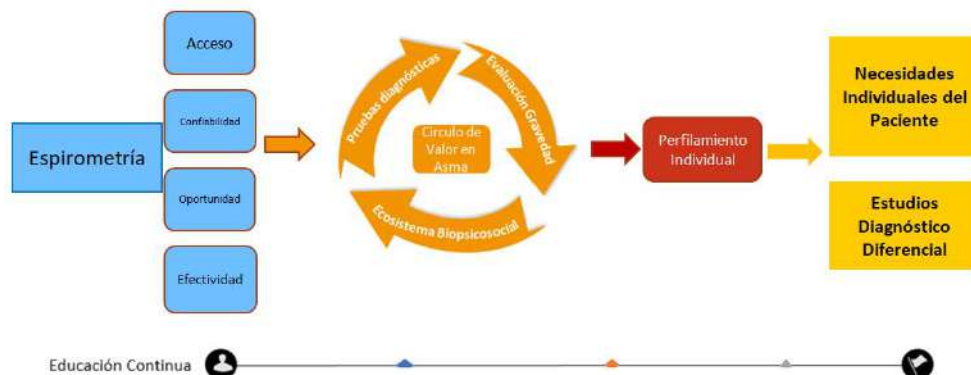 Espirometría
Acceso
Confiabilidad
Oportunidad
Efectividad
Pruebas diagnósticas
Evaluación Gravedad
Ecosistema Biopsicosocial
Circulo de
Valor en
Asma
Perfilamiento
Individual
Necesidades
Individuales del
Paciente
Estudios
Diagnóstico
Diferencial
Educación Continua